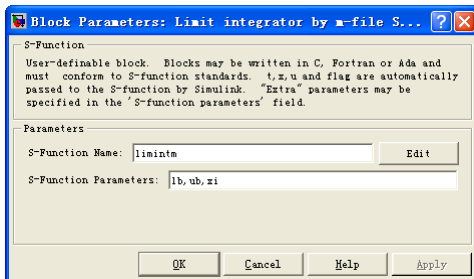 Block Parameters: Limit integrator by m-file S...
S-Function
User-definable block. Blocks may be written in C, Fortran or Ada and
must conform to S-function standards. t,x,u and flag are automatically
passed to the S-function by Simulink. "Extra" parameters may be
specified in the 'S-function parameters' field.
Parameters
S-Function Name: limintm Edit
S-Function Parameters: lb,ub,xi
OK Cancel Help Apply